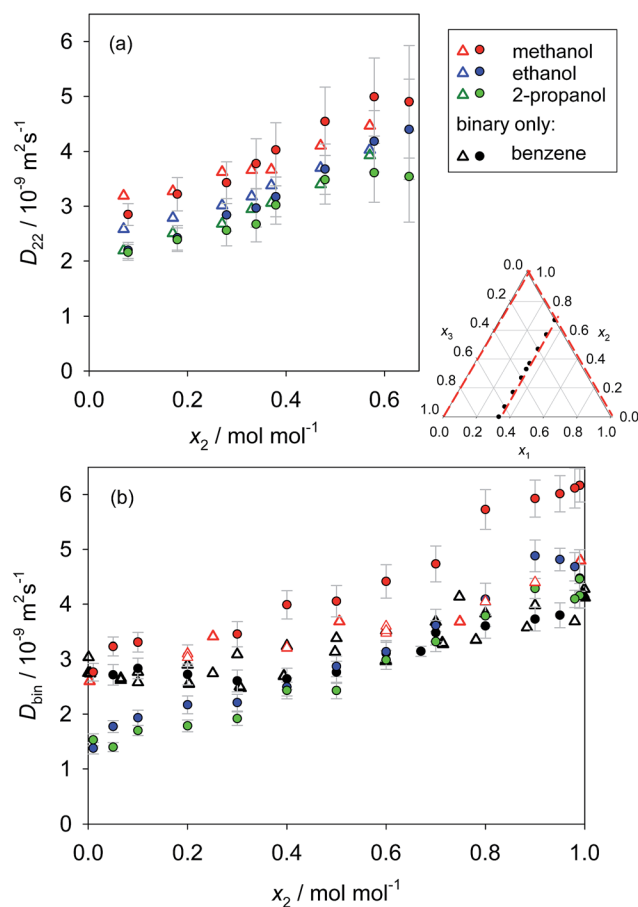 (a)
6
5
4
3
2
1
0
D22 / 10⁻⁹ m²s⁻¹
0.0 0.2 0.4 0.6
x₂ / mol mol⁻¹
methanol
ethanol
2-propanol
binary only:
benzene
0.0 1.0
0.2 0.8
0.4 0.6
x₃ x₂
0.6 0.4
0.8 0.2
1.0 0.0
0.0 0.2 0.4 0.6 0.8 1.0
x₁
(b)
6
5
4
3
2
1
0
Dbin / 10⁻⁹ m²s⁻¹
0.0 0.2 0.4 0.6 0.8 1.0
x₂ / mol mol⁻¹